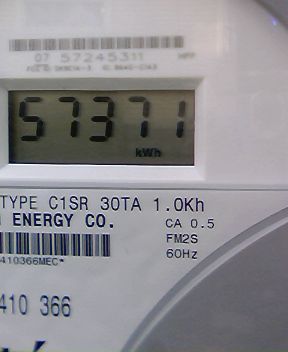 07 57245311
57371
kWh
TYPE C1SR 30TA 1.0Kh
ENERGY CO. CA 0.5
FM2S
410366MEC* 60Hz
410 366